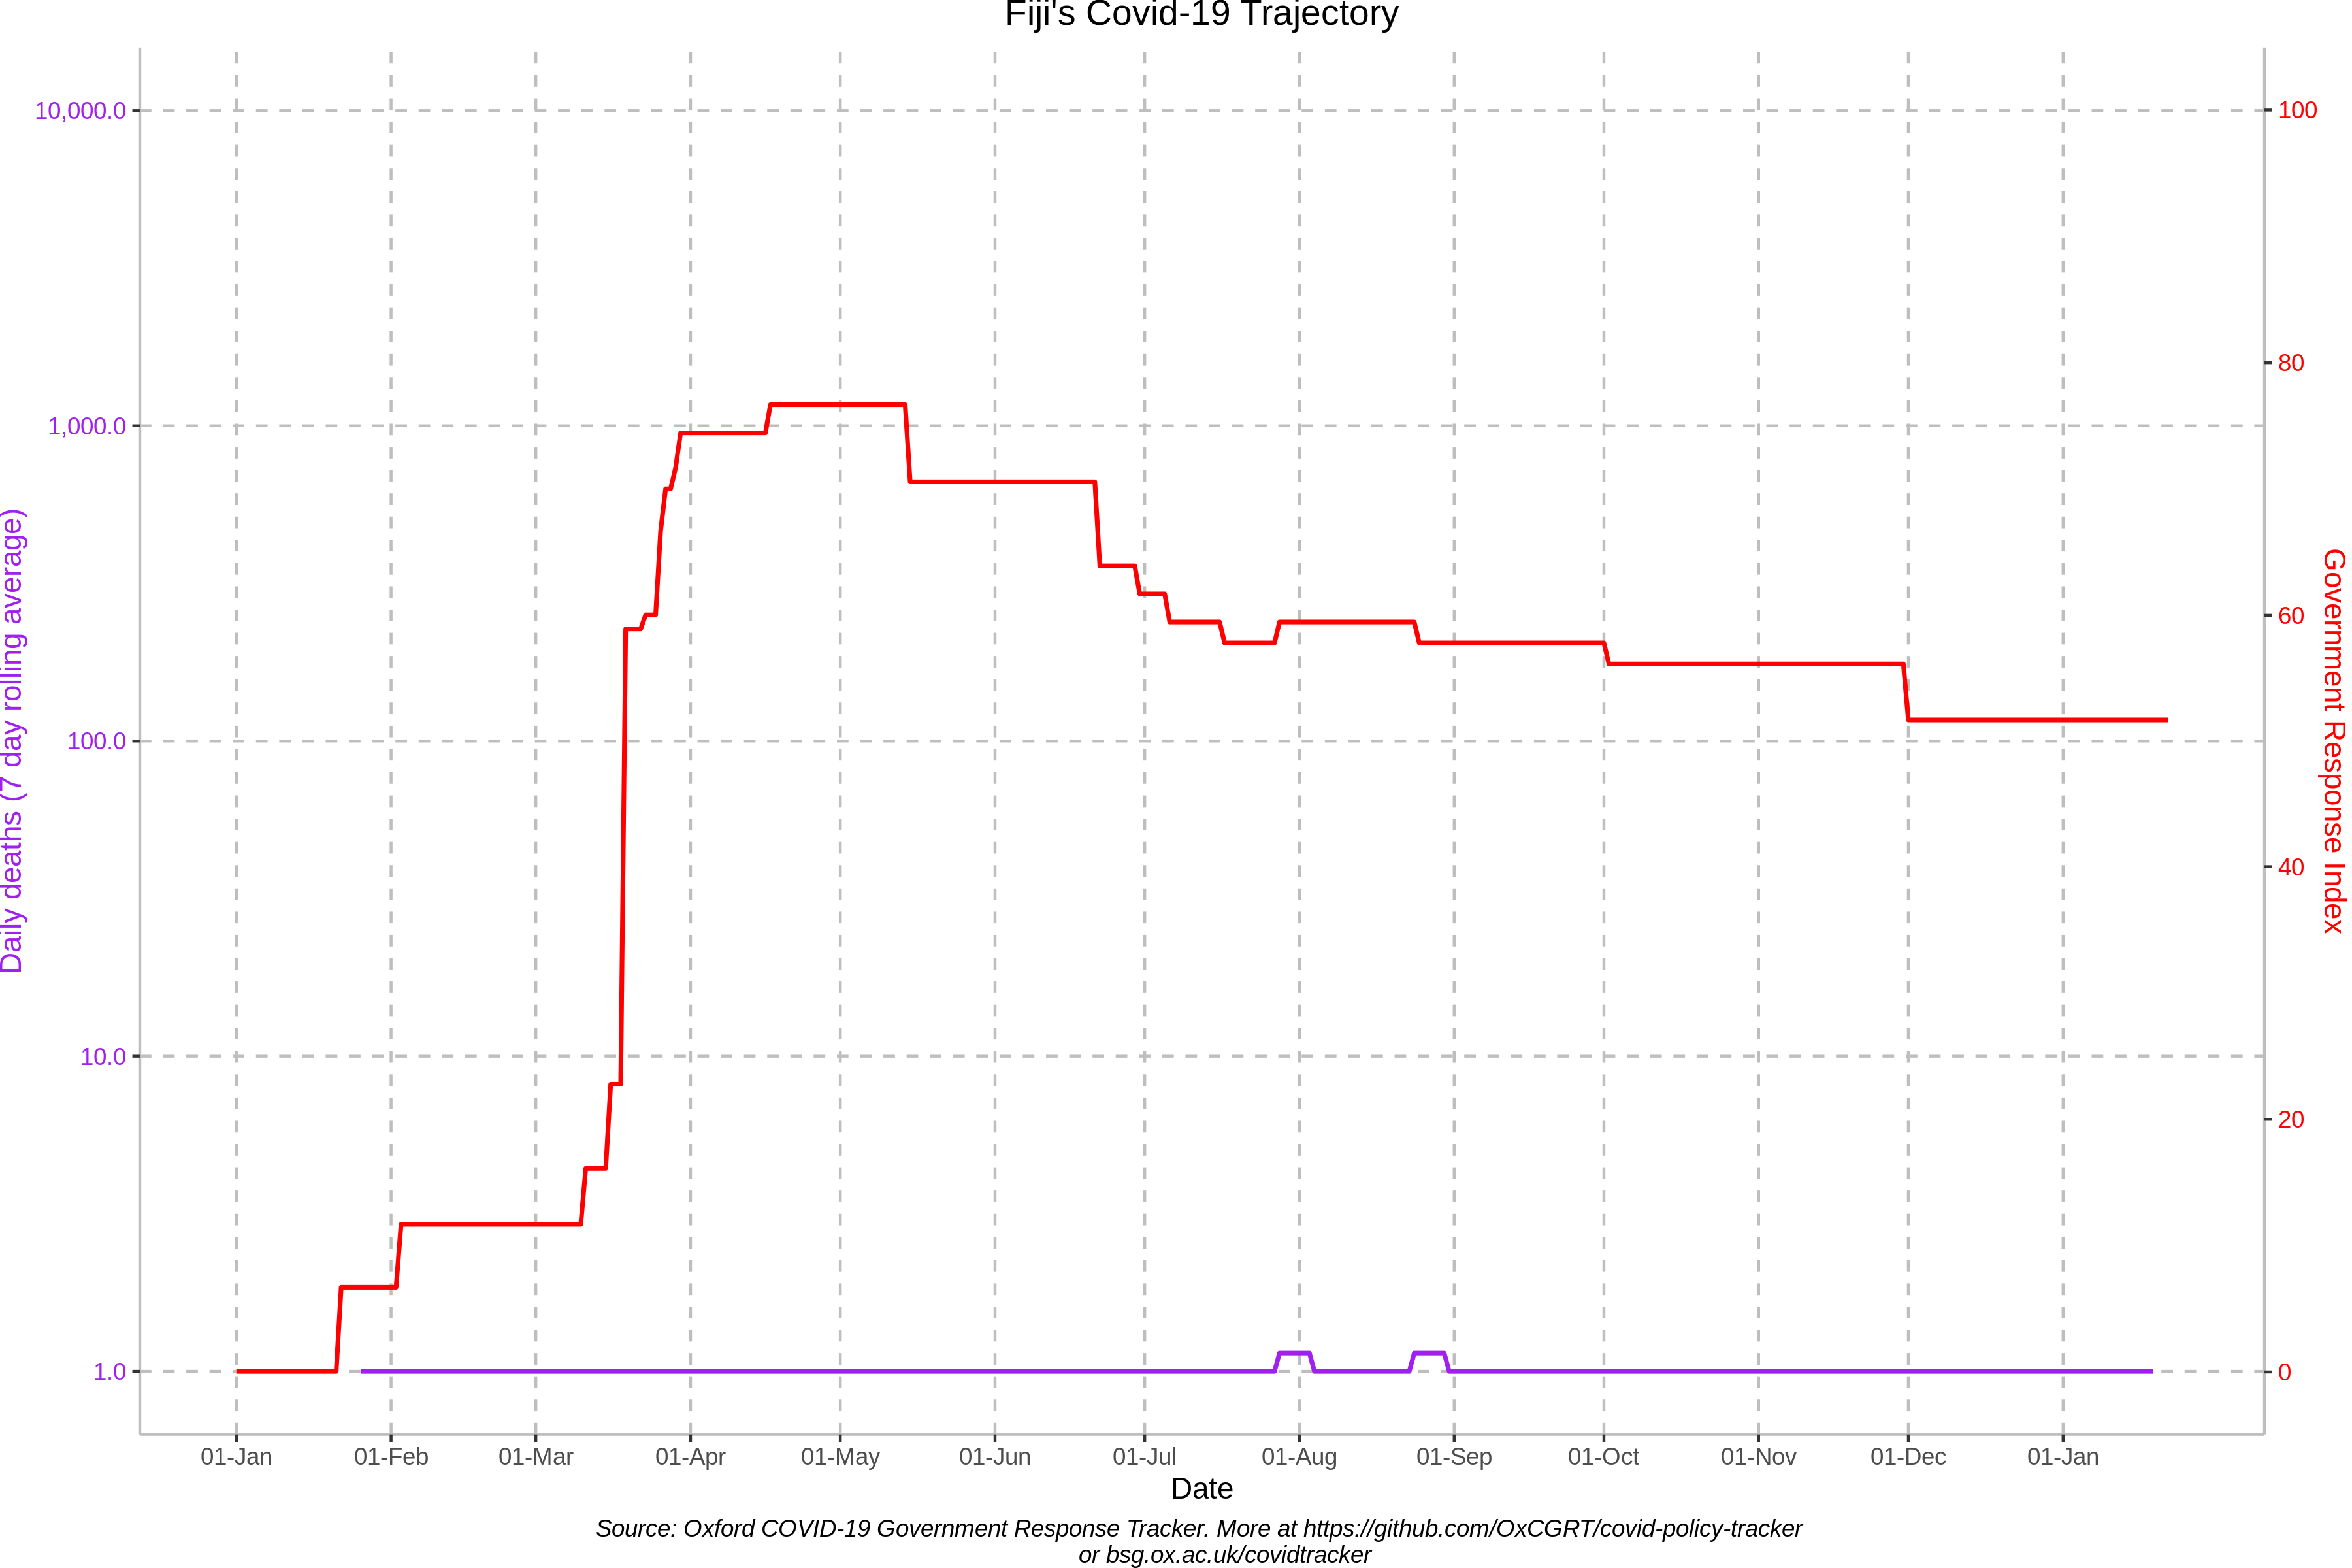 Fiji's Covid-19 Trajectory
10,000.0
1,000.0
100.0
10.0
1.0
Daily deaths (7 day rolling average)
100
80
60
40
20
0
Government Response Index
01-Jan
01-Feb
01-Mar
01-Apr
01-May
01-Jun
01-Jul
01-Aug
01-Sep
01-Oct
01-Nov
01-Dec
01-Jan
Date
Source: Oxford COVID-19 Government Response Tracker. More at https://github.com/OxCGRT/covid-policy-tracker
or bsg.ox.ac.uk/covidtracker